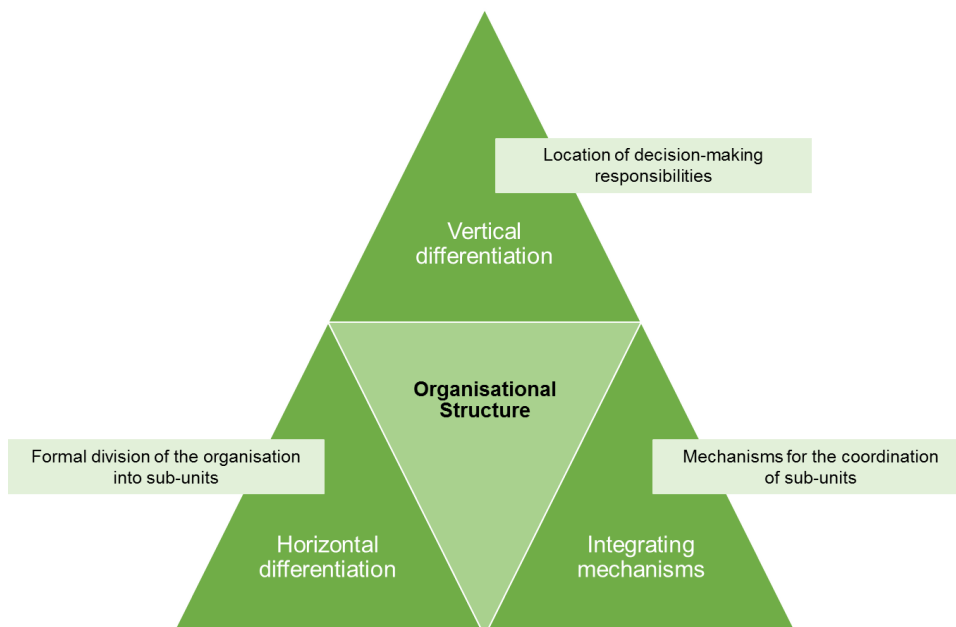 Location of decision-making
responsibilities
Vertical
differentiation
Organisational
Structure
Formal division of the organisation
into sub-units
Mechanisms for the coordination
of sub-units
Horizontal
differentiation
Integrating
mechanisms